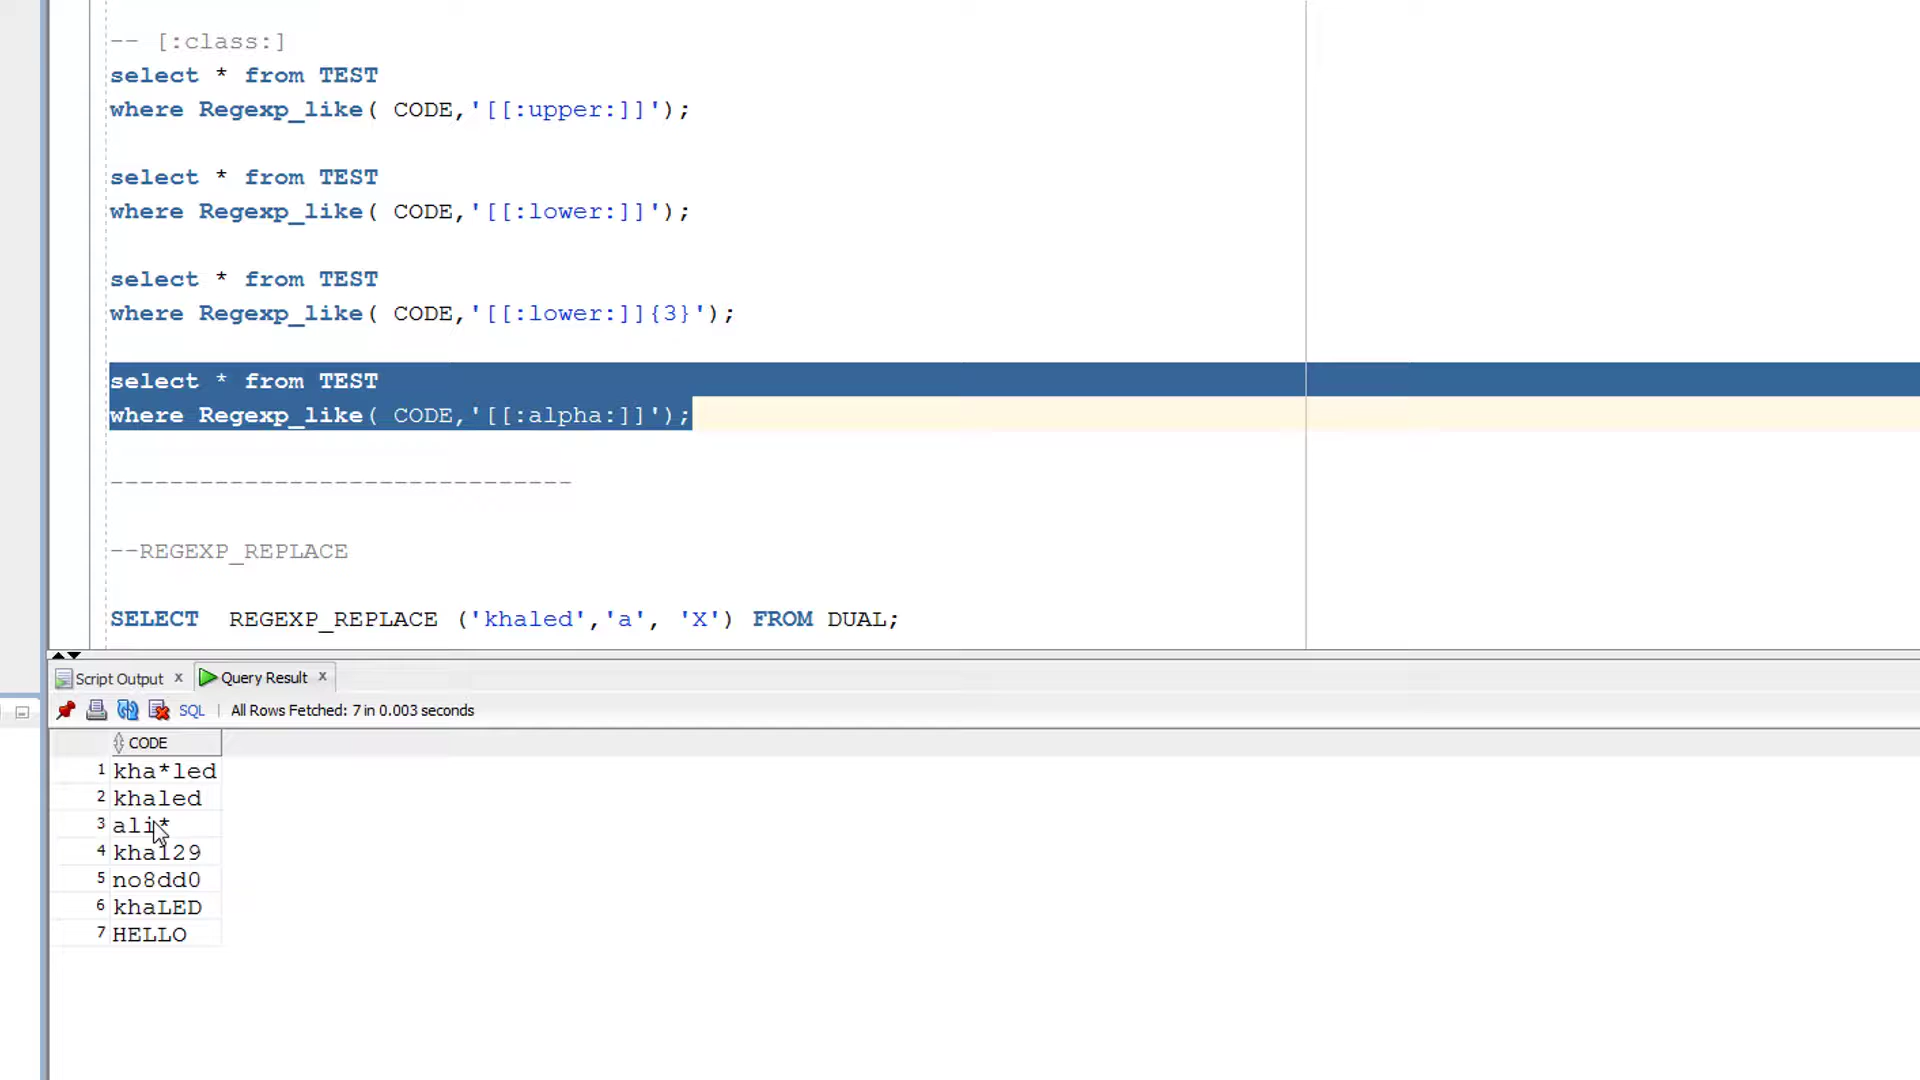 -- [:class:]
select * from TEST
where Regexp_like( CODE,'[[:upper:]]');
select * from TEST
where Regexp_like( CODE,'[[:lower:]]');
select * from TEST
where Regexp_like( CODE,'[[:lower:]]{3}');
select * from TEST
where Regexp_like( CODE,'[[:alpha:]]');
-------------------------------
--REGEXP_REPLACE
SELECT  REGEXP_REPLACE ('khaled','a', 'X') FROM DUAL;
Script Output x Query Result x
SQL | All Rows Fetched: 7 in 0.003 seconds
CODE
1 kha*led
2 khaled
3 ali*
4 kha129
5 no8dd0
6 khaLED
7 HELLO